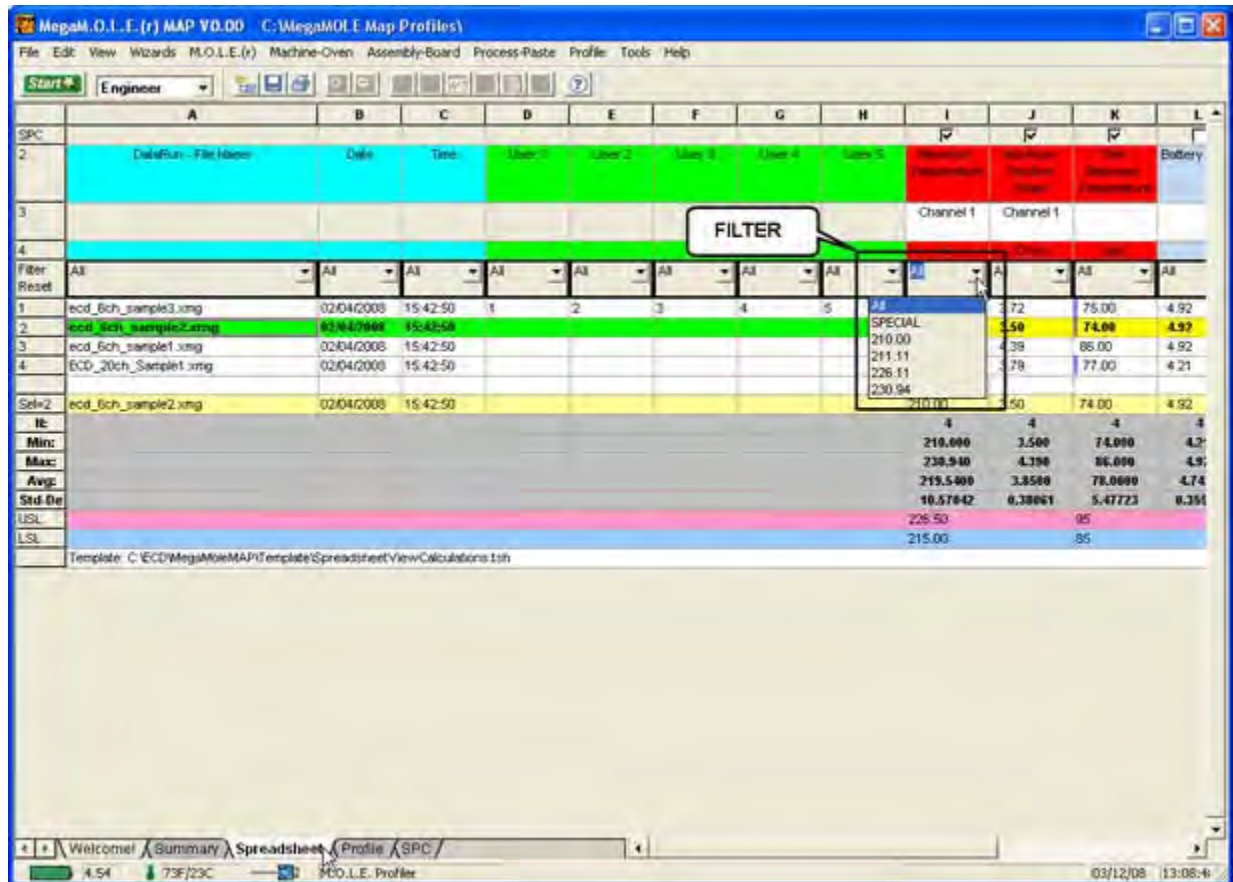 MegaM.O.L.E.(r) MAP V0.00 C:\MegaMOLE Map Profiles\
File Edit View Wizards M.O.L.E.(r) Machine-Oven Assembly-Board Process-Paste Profile Tools Help
Start Engineer
A B C D E F G H I J K L
SPC
2 DataRun - File Name Date Time User 1 User 2 User 3 User 4 User 5 Battery
3 Channel 1 Channel 1
FILTER
4
Filter Reset All All All All All All All All All A All All
1 ecd_6ch_sample3.xmg 02/04/2008 15:42:50 1 2 3 4 5 All 3.72 75.00 4.92
2 ecd_6ch_sample2.xmg 02/04/2008 15:42:50 SPECIAL 3.50 74.00 4.92
210.00
3 ecd_6ch_sample1.xmg 02/04/2008 15:42:50 211.11 4.39 86.00 4.92
4 ECD_20ch_Sample1.xmg 02/04/2008 15:42:50 226.11 3.79 77.00 4.21
230.94
Sel=2 ecd_6ch_sample2.xmg 02/04/2008 15:42:50 210.00 3.50 74.00 4.92
4 4 4 4
Min: 210.000 3.500 74.000 4.2
Max: 230.940 4.390 86.000 4.9
Avg: 219.5400 3.8500 78.0000 4.74
Std-De 10.57042 0.38061 5.47723 0.355
USL 226.50 95
LSL 215.00 85
Template: C:\ECD\MegaMoleMAP\Template\SpreadsheetViewCalculations.tsh
Welcome! Summary Spreadsheet Profile SPC
4.54 73F/23C M.O.L.E. Profiler 03/12/08 13:08:4